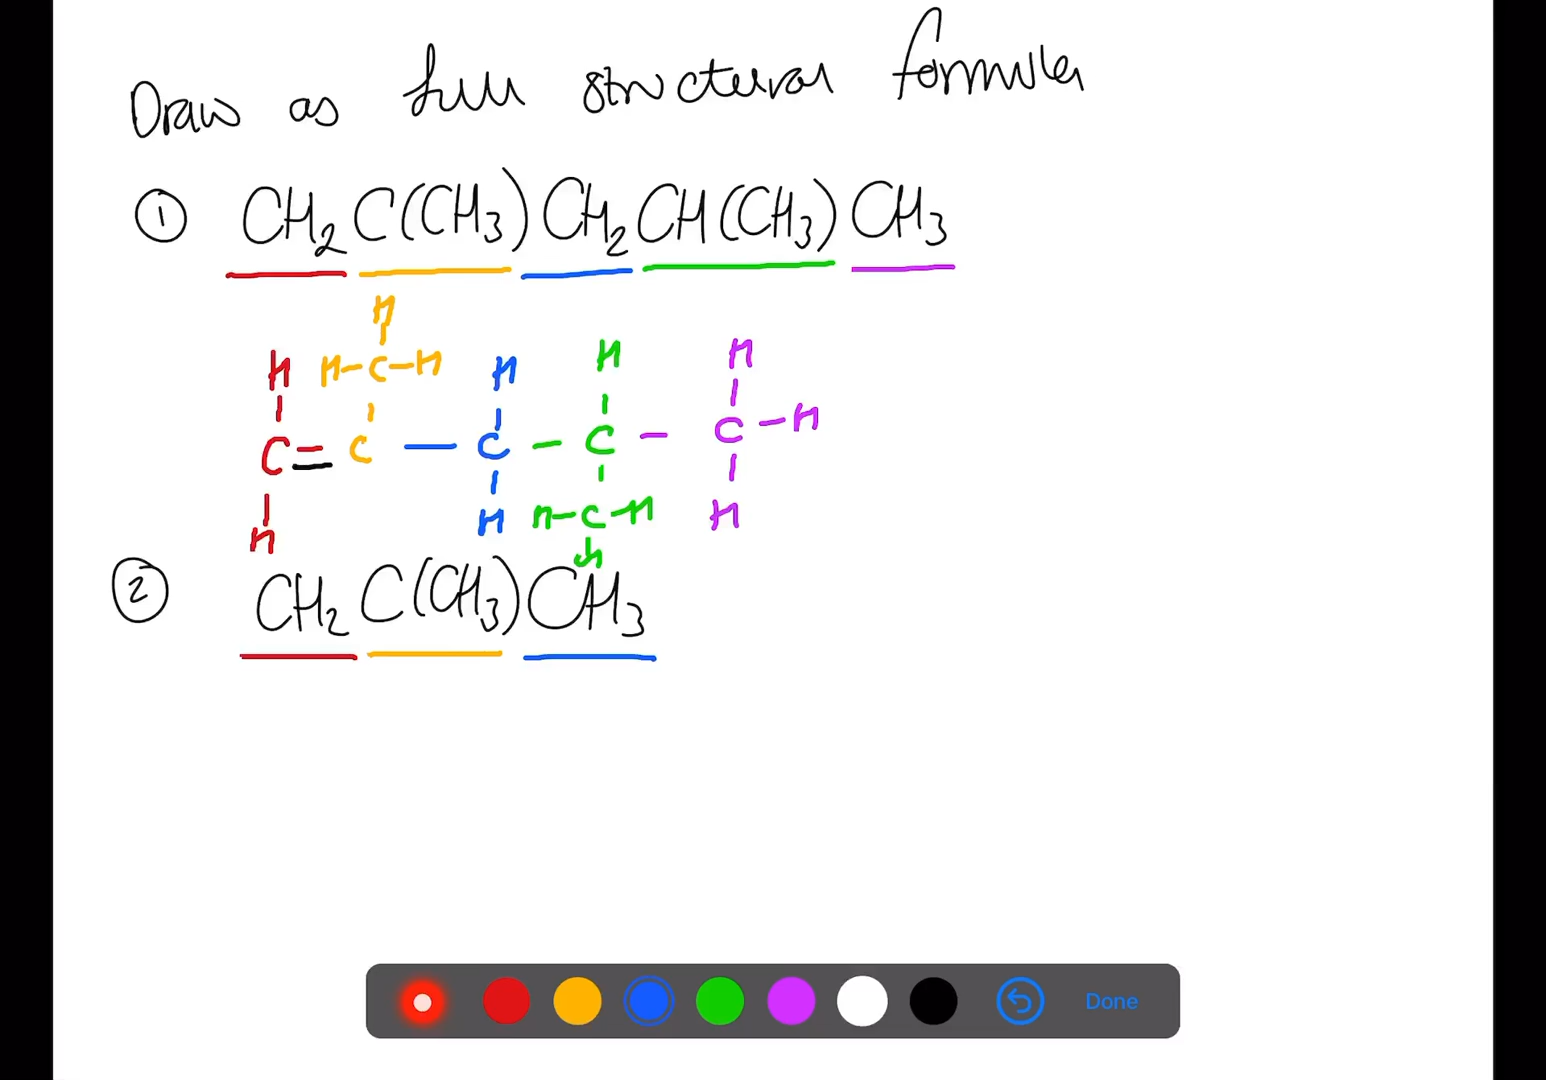 Draw as full structural formula
① CH₂C(CH₃)CH₂CH(CH₃)CH₃
H
H H-C-H H H H
C=C-C-C-C-H
H H H-C-H H
H
② CH₂C(CH₃)CH₃
Done